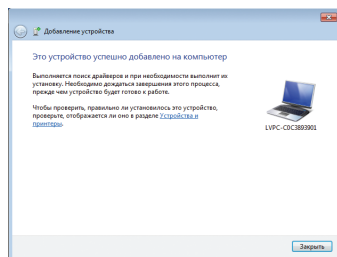 Добавление устройства
Это устройство успешно добавлено на компьютер
Выполняется поиск драйверов и при необходимости выполнит их
установку. Необходимо дождаться завершения этого процесса,
прежде чем устройство будет готово к работе.
Чтобы проверить, правильно ли установилось это устройство,
проверьте, отображается ли оно в разделе Устройства и
принтеры.
LVPC-C0C3893901
Закрыть